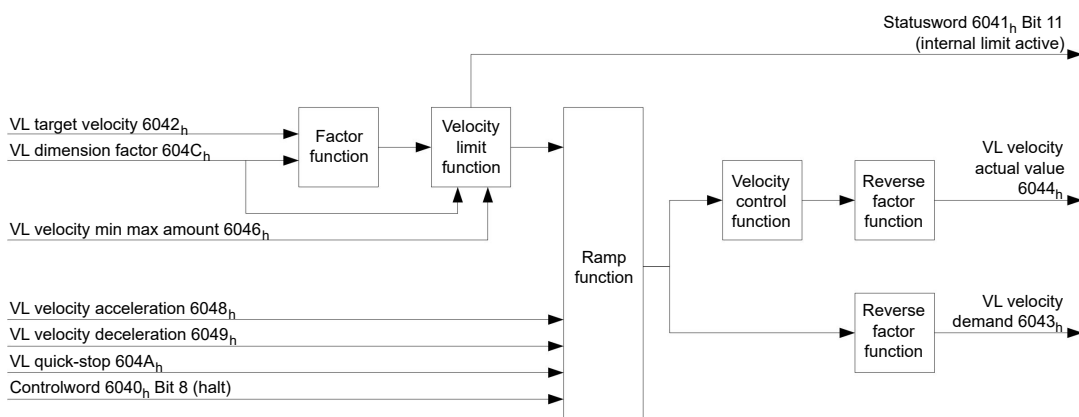 Statusword 6041h Bit 11
(internal limit active)
VL target velocity 6042h
VL dimension factor 604Ch
Factor
function
Velocity
limit
function
VL velocity min max amount 6046h
Velocity
control
function
Reverse
factor
function
VL velocity
actual value
6044h
Ramp
function
VL velocity acceleration 6048h
VL velocity deceleration 6049h
VL quick-stop 604Ah
Controlword 6040h Bit 8 (halt)
Reverse
factor
function
VL velocity
demand 6043h